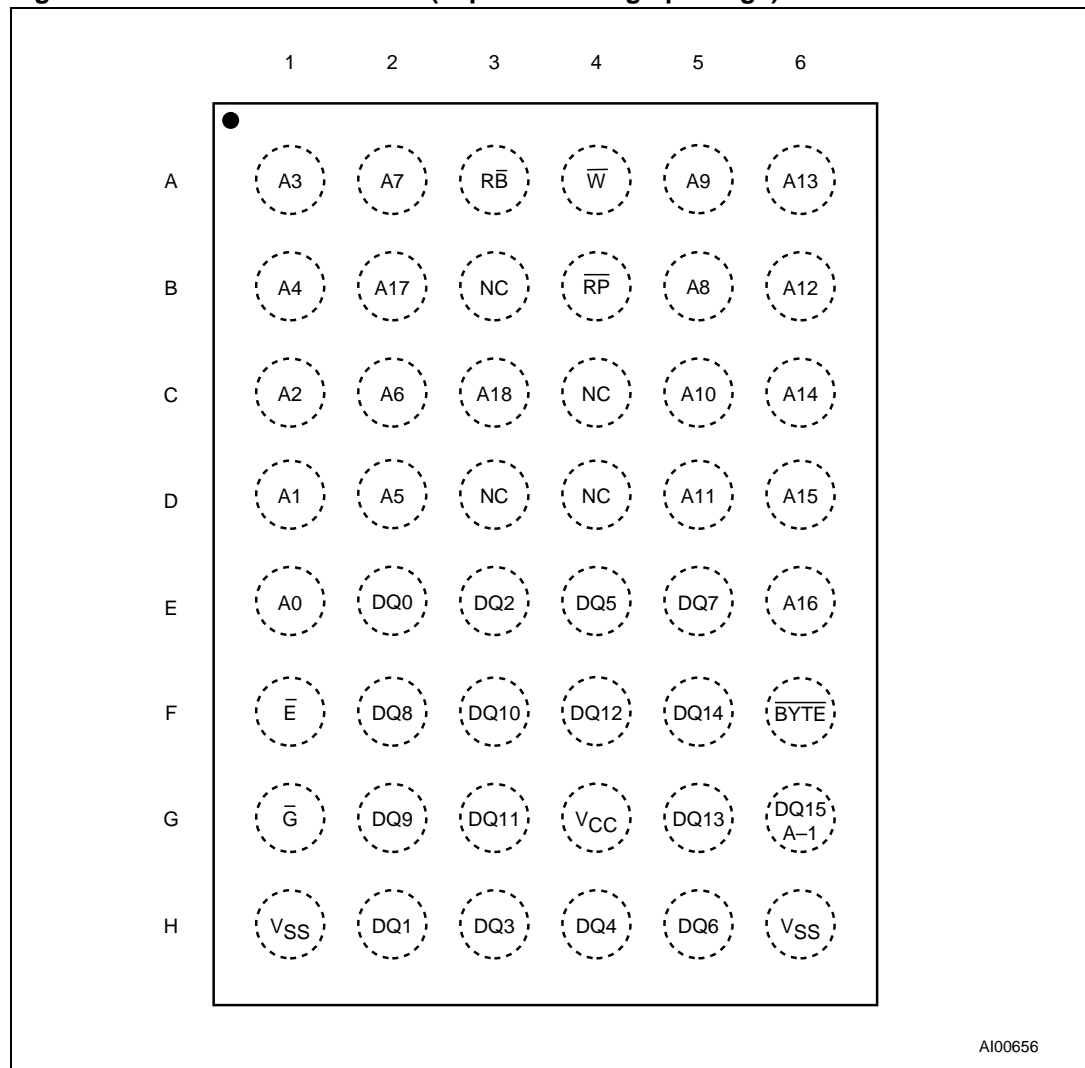 1 2 3 4 5 6
A A3 A7 RB̅ W̅ A9 A13
B A4 A17 NC R̅P̅ A8 A12
C A2 A6 A18 NC A10 A14
D A1 A5 NC NC A11 A15
E A0 DQ0 DQ2 DQ5 DQ7 A16
F E̅ DQ8 DQ10 DQ12 DQ14 B̅Y̅T̅E̅
G G̅ DQ9 DQ11 VCC DQ13 DQ15
A–1
H VSS DQ1 DQ3 DQ4 DQ6 VSS
AI00656